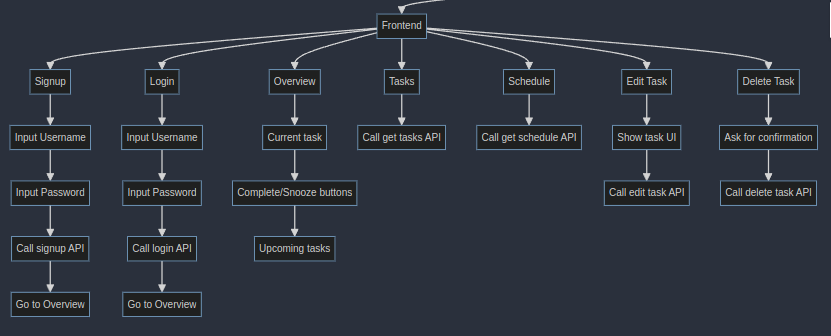 Frontend
Signup
Login
Overview
Tasks
Schedule
Edit Task
Delete Task
Input Username
Input Username
Current task
Call get tasks API
Call get schedule API
Show task UI
Ask for confirmation
Input Password
Input Password
Complete/Snooze buttons
Call edit task API
Call delete task API
Call signup API
Call login API
Upcoming tasks
Go to Overview
Go to Overview